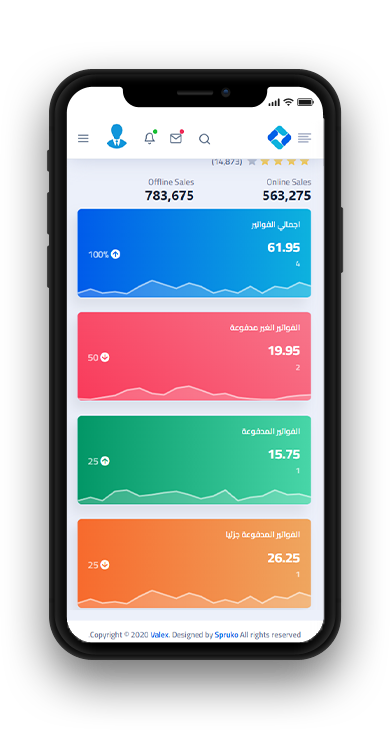 (14,873)
Offline Sales
Online Sales
783,675
563,275
اجمالي الفواتير
61.95
100%
4
الفواتير الغير مدفوعة
19.95
50
2
الفواتير المدفوعة
15.75
25
1
الفواتير المدفوعة جزئيا
26.25
25
1
Copyright © 2020 Valex. Designed by Spruko All rights reserved